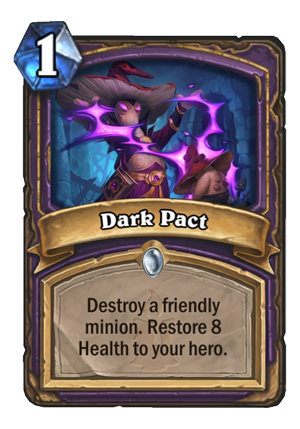 1
Dark Pact
Destroy a friendly
minion. Restore 8
Health to your hero.